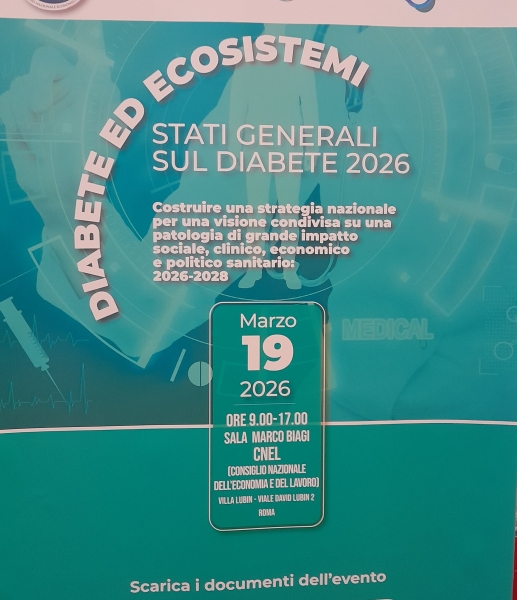 DIABETE ED ECOSISTEMI
STATI GENERALI
SUL DIABETE 2026
Costruire una strategia nazionale
per una visione condivisa su una
patologia di grande impatto
sociale, clinico, economico
e politico sanitario:
2026-2028
MEDICAL
Marzo
19
2026
ORE 9.00-17.00
SALA MARCO BIAGI
CNEL
(CONSIGLIO NAZIONALE
DELL'ECONOMIA E DEL LAVORO)
VILLA LUBIN - VIALE DAVID LUBIN 2
ROMA
Scarica i documenti dell'evento